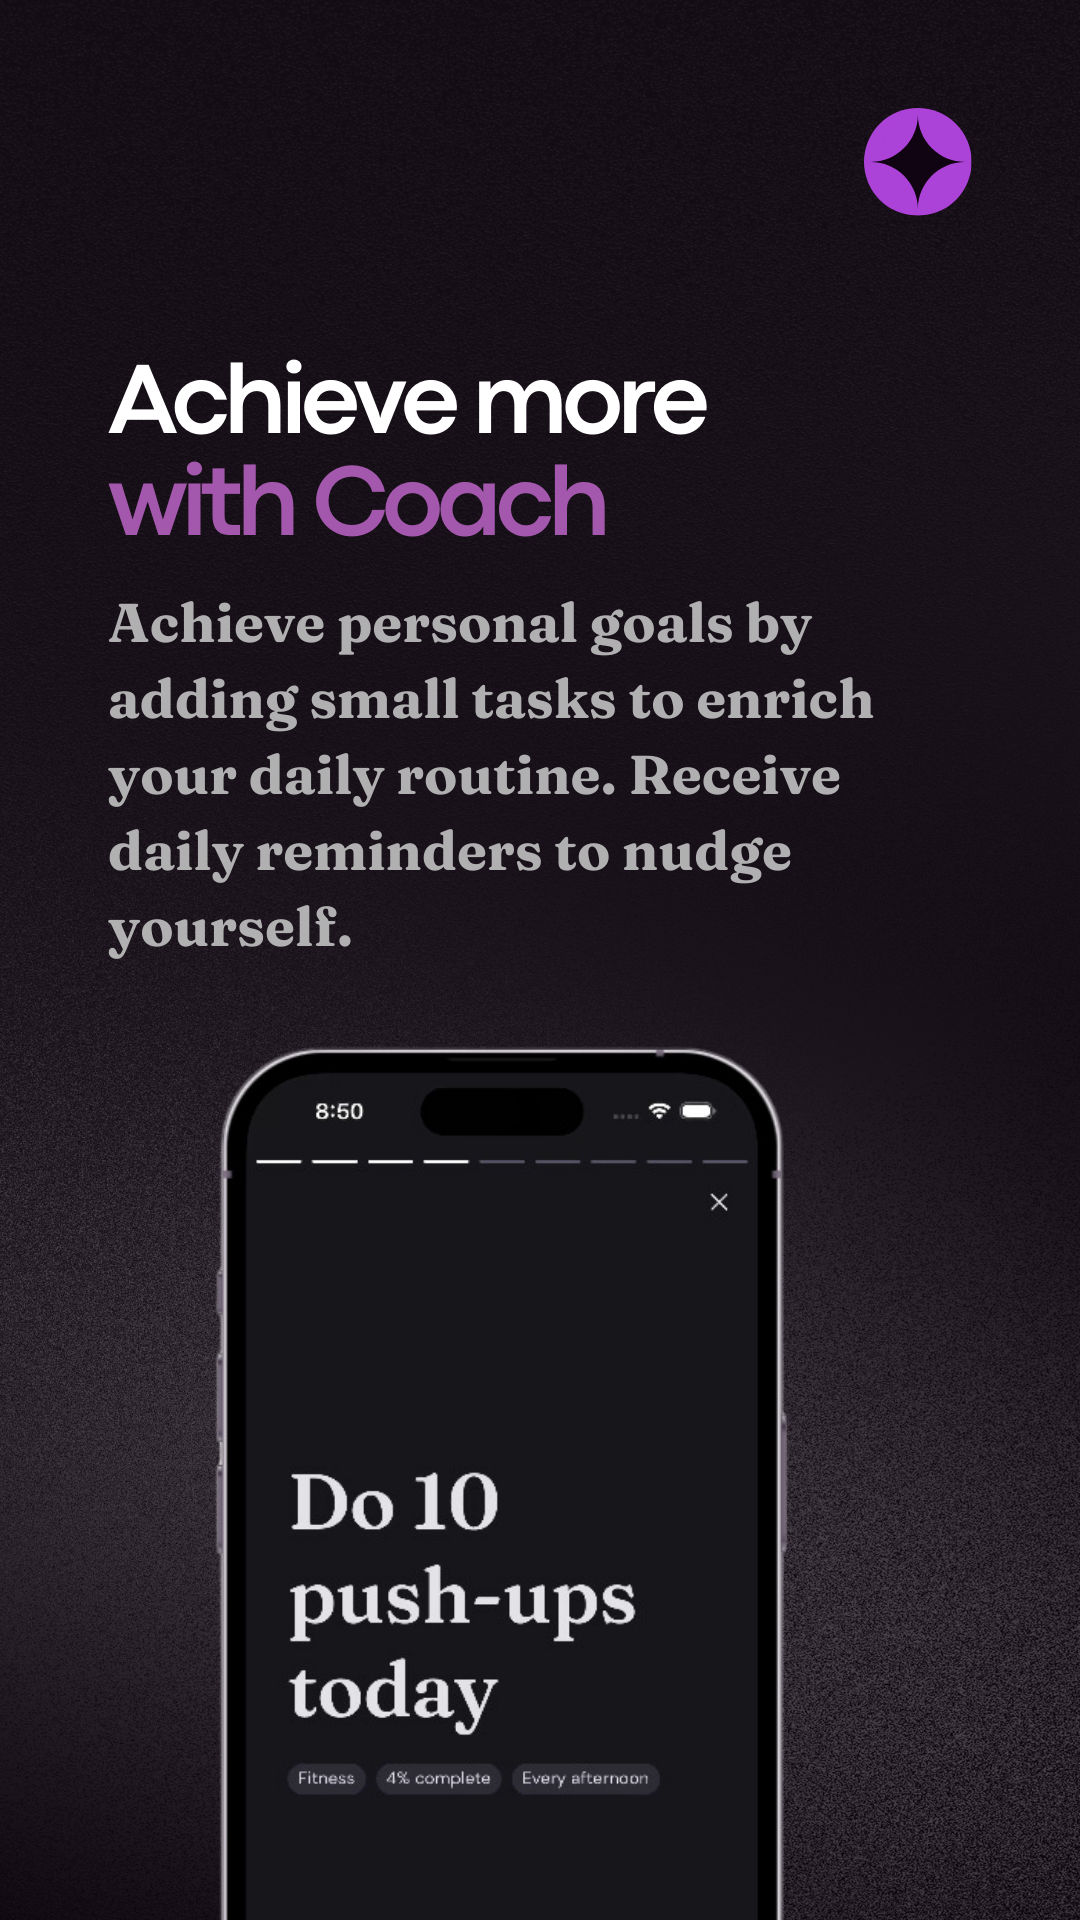 Achieve more
with Coach
Achieve personal goals by
adding small tasks to enrich
your daily routine. Receive
daily reminders to nudge
yourself.
8:50
Do 10
push-ups
today
Fitness 4% complete Every afternoon